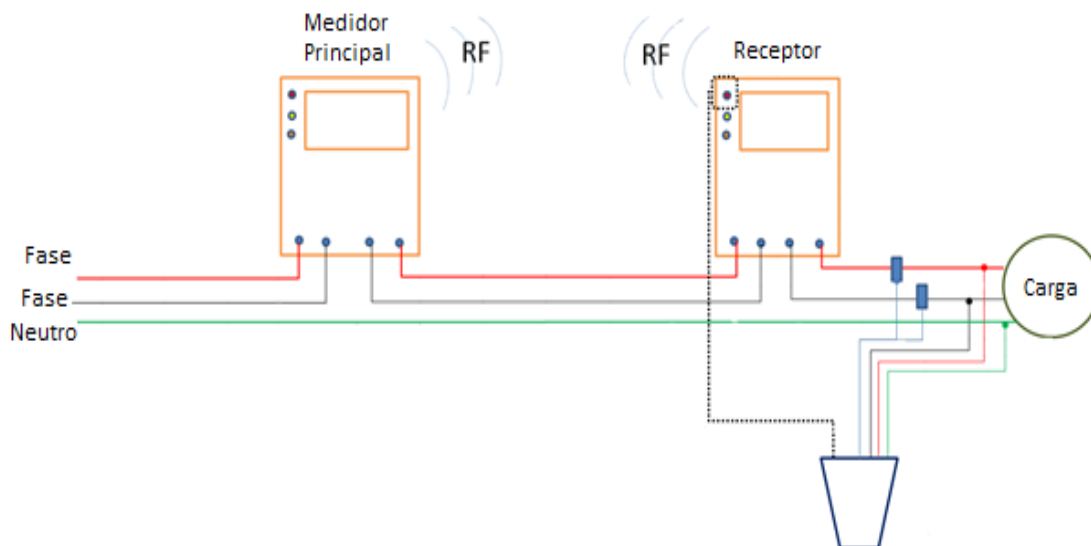 Medidor
Principal
RF
RF
Receptor
Fase
Fase
Neutro
Carga